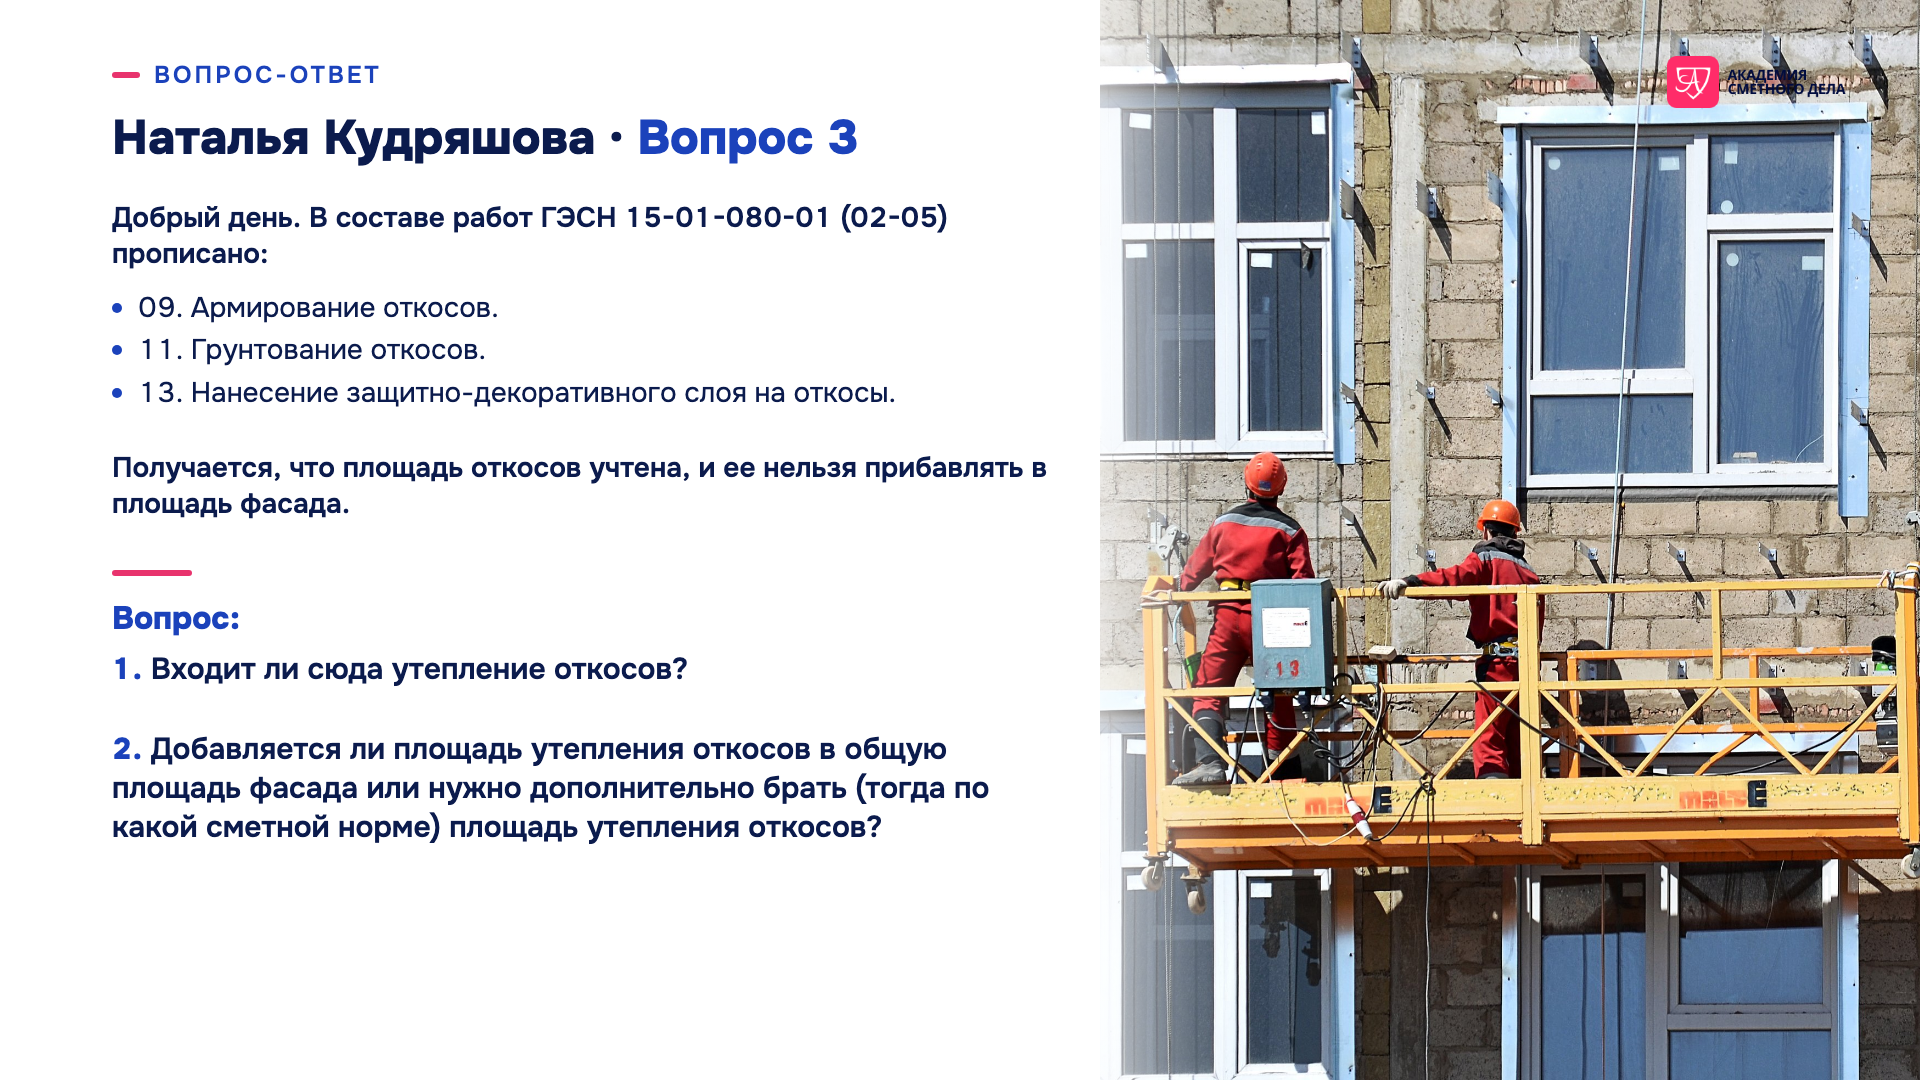 ВОПРОС-ОТВЕТ
Наталья Кудряшова • Вопрос 3
Добрый день. В составе работ ГЭСН 15-01-080-01 (02-05)
прописано:
• 09. Армирование откосов.
• 11. Грунтование откосов.
• 13. Нанесение защитно-декоративного слоя на откосы.
Получается, что площадь откосов учтена, и ее нельзя прибавлять в
площадь фасада.
Вопрос:
1. Входит ли сюда утепление откосов?
2. Добавляется ли площадь утепления откосов в общую
площадь фасада или нужно дополнительно брать (тогда по
какой сметной норме) площадь утепления откосов?
АКАДЕМИЯ
СМЕТНОГО ДЕЛА
13